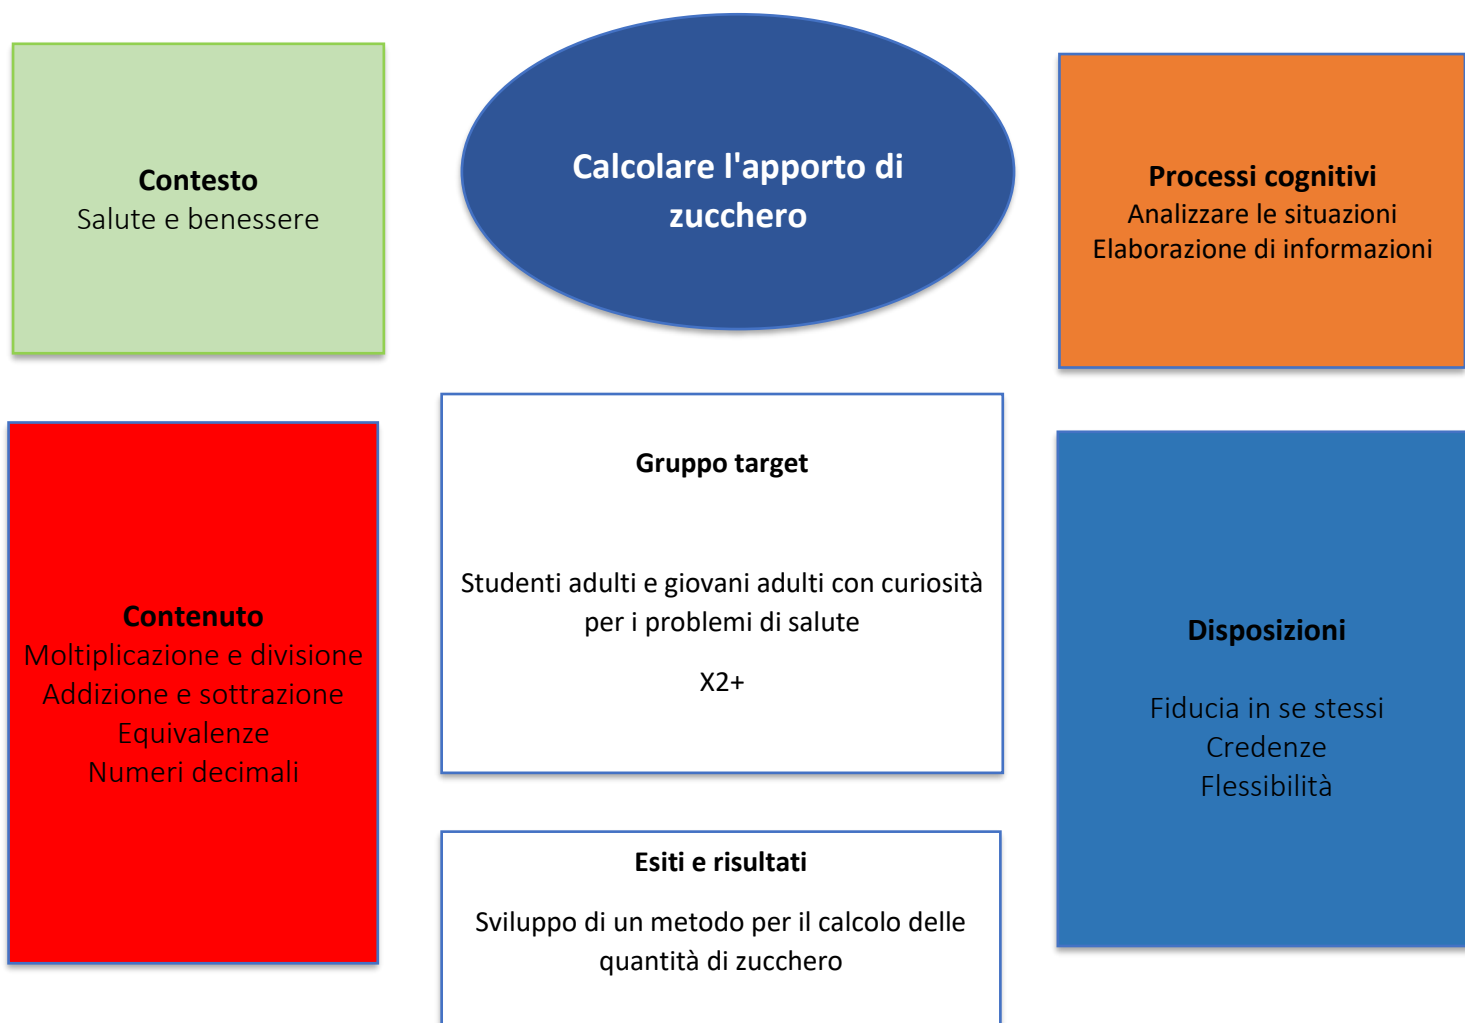 Contesto
Salute e benessere
Calcolare l'apporto di
zucchero
Processi cognitivi
Analizzare le situazioni
Elaborazione di informazioni
Contenuto
Moltiplicazione e divisione
Addizione e sottrazione
Equivalenze
Numeri decimali
Gruppo target
Studenti adulti e giovani adulti con curiosità
per i problemi di salute
X2+
Disposizioni
Fiducia in se stessi
Credenze
Flessibilità
Esiti e risultati
Sviluppo di un metodo per il calcolo delle
quantità di zucchero